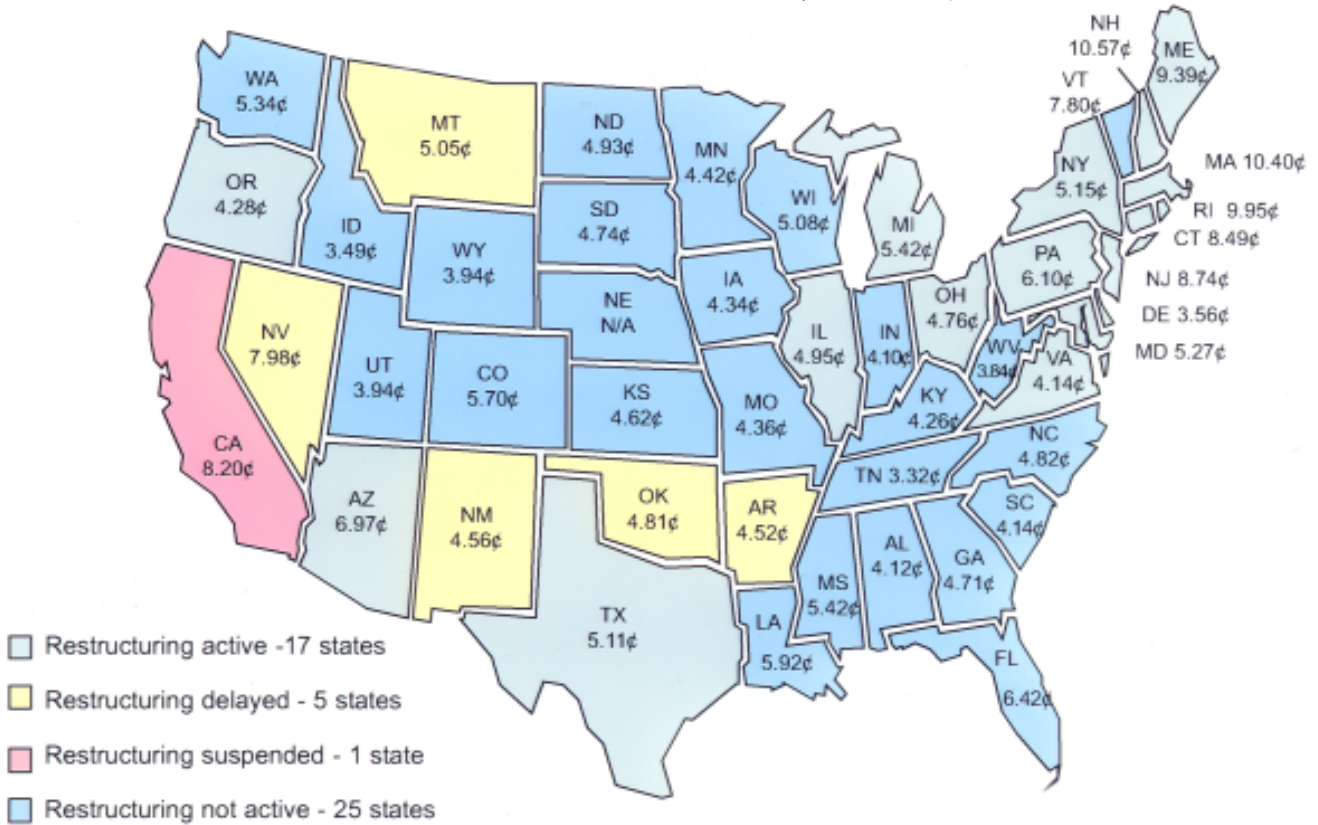 NH
10.57¢
ME
9.39¢
VT
7.80¢
WA
5.34¢
MT
5.05¢
ND
4.93¢
MN
4.42¢
NY
5.15¢
MA 10.40¢
OR
4.28¢
ID
3.49¢
SD
4.74¢
WI
5.08¢
MI
5.42¢
RI 9.95¢
CT 8.49¢
WY
3.94¢
PA
6.10¢
NJ 8.74¢
IA
4.34¢
OH
4.76¢
NE
N/A
DE 3.56¢
NV
7.98¢
IL
4.95¢
IN
4.10¢
WV
3.84¢
VA
4.14¢
MD 5.27¢
UT
3.94¢
CO
5.70¢
KS
4.62¢
MO
4.36¢
KY
4.26¢
CA
8.20¢
NC
4.82¢
TN 3.32¢
AZ
6.97¢
NM
4.56¢
OK
4.81¢
AR
4.52¢
SC
4.14¢
MS
5.42¢
AL
4.12¢
GA
4.71¢
TX
5.11¢
LA
5.92¢
FL
6.42¢
Restructuring active -17 states
Restructuring delayed - 5 states
Restructuring suspended - 1 state
Restructuring not active - 25 states